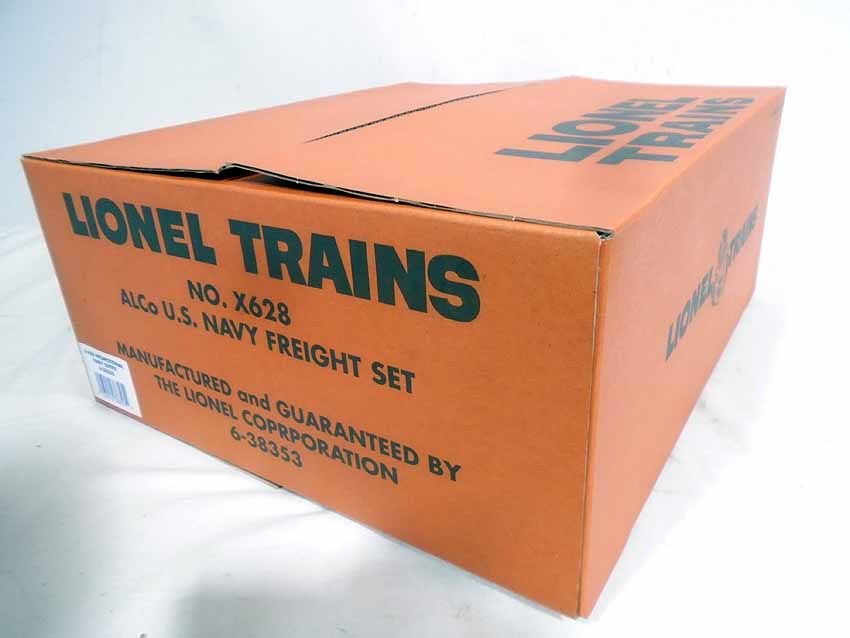 LIONEL
TRAINS
LIONEL TRAINS
NO. X628
ALCo U.S. NAVY FREIGHT SET
MANUFACTURED and GUARANTEED BY
THE LIONEL COPRPORATION
6-38353
LIONEL TRAINS